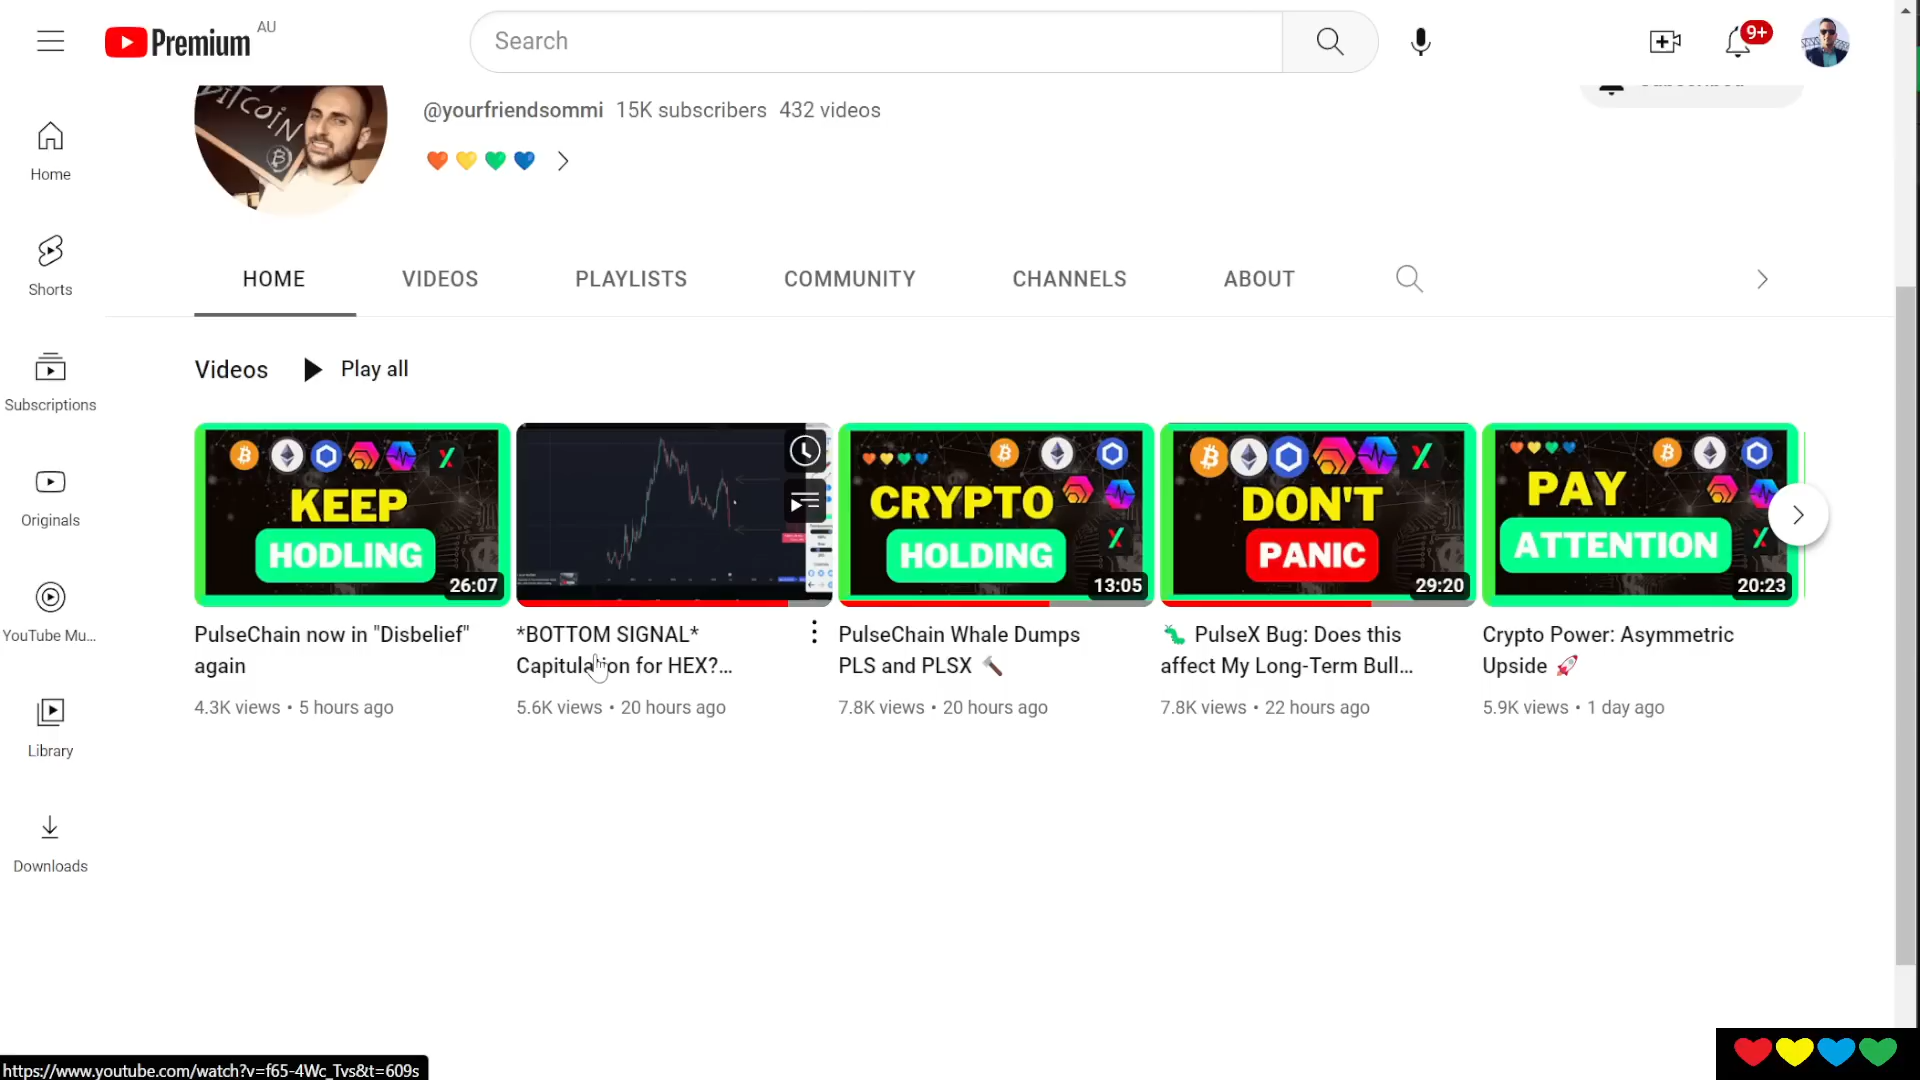 Premium AU
Search
9+
BITCOIN
@yourfriendsommi 15K subscribers 432 videos
Home
Shorts
Subscriptions
Originals
YouTube Mu...
Library
Downloads
HOME VIDEOS PLAYLISTS COMMUNITY CHANNELS ABOUT
Videos Play all
KEEP
HODLING
26:07
CRYPTO
HOLDING
13:05
DON'T
PANIC
29:20
PAY
ATTENTION
20:23
PulseChain now in "Disbelief"
again
4.3K views • 5 hours ago
*BOTTOM SIGNAL*
Capitulation for HEX?...
5.6K views • 20 hours ago
PulseChain Whale Dumps
PLS and PLSX 🔨
7.8K views • 20 hours ago
🐛 PulseX Bug: Does this
affect My Long-Term Bull...
7.8K views • 22 hours ago
Crypto Power: Asymmetric
Upside 🚀
5.9K views • 1 day ago
https://www.youtube.com/watch?v=f65-4Wc_Tvs&t=609s